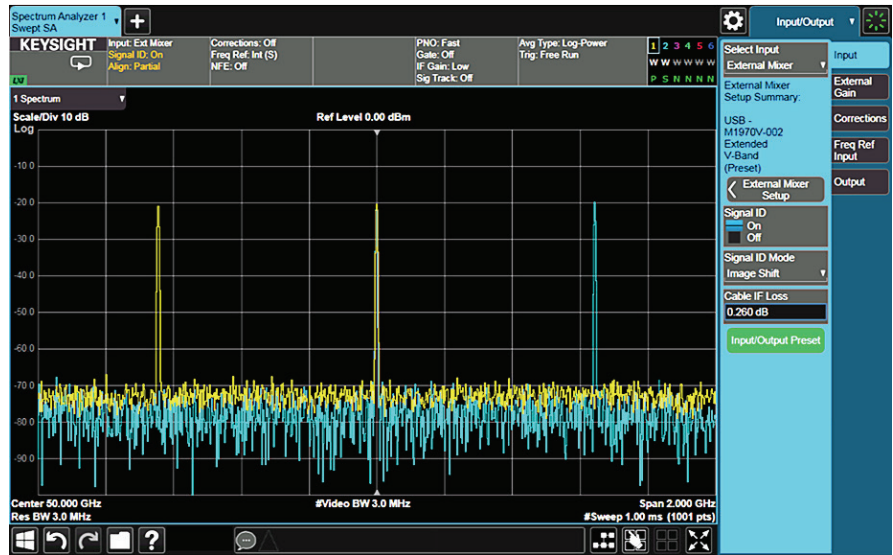 Spectrum Analyzer 1
Swept SA
Input/Output
KEYSIGHT
Input: Ext Mixer
Signal ID: On
Align: Partial
Corrections: Off
Freq Ref: Int (S)
NFE: Off
PNO: Fast
Gate: Off
IF Gain: Low
Sig Track: Off
Avg Type: Log-Power
Trig: Free Run
1 2 3 4 5 6
W W W W W W
P S N N N N
1 Spectrum
Scale/Div 10 dB
Ref Level 0.00 dBm
Log
-10 0
-20 0
-30 0
-40 0
-50 0
-60 0
-70 0
-80 0
-90 0
Center 50.000 GHz
#Video BW 3.0 MHz
Span 2.000 GHz
Res BW 3.0 MHz
#Sweep 1.00 ms (1001 pts)
?
Select Input
External Mixer
External Mixer
Setup Summary:
USB -
M1970V-002
Extended
V-Band
(Preset)
External Mixer
Setup
Signal ID
On
Off
Signal ID Mode
Image Shift
Cable IF Loss
0.260 dB
Input/Output Preset
Input
External
Gain
Corrections
Freq Ref
Input
Output